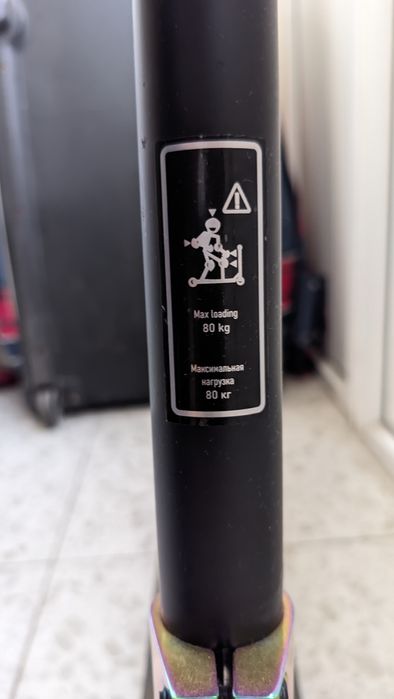 Max loading
80 kg
Максимальная
нагрузка
80 кг